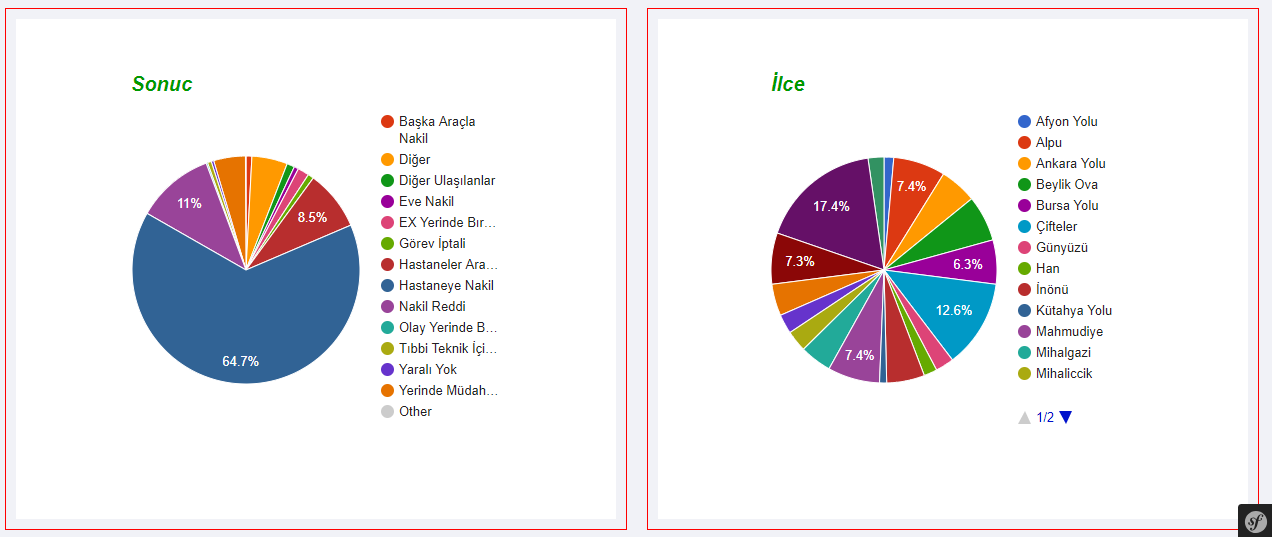 Sonuc
Başka Araçla
Nakil
Diğer
Diğer Ulaşılanlar
Eve Nakil
EX Yerinde Bır...
Görev İptali
Hastaneler Ara...
Hastaneye Nakil
Nakil Reddi
Olay Yerinde B...
Tıbbi Teknik İçi...
Yaralı Yok
Yerinde Müdah...
Other
11%
8.5%
64.7%
İlce
Afyon Yolu
Alpu
Ankara Yolu
Beylik Ova
Bursa Yolu
Çifteler
Günyüzü
Han
İnönü
Kütahya Yolu
Mahmudiye
Mihalgazi
Mihaliccik
1/2
7.4%
17.4%
7.3%
6.3%
12.6%
7.4%
sf